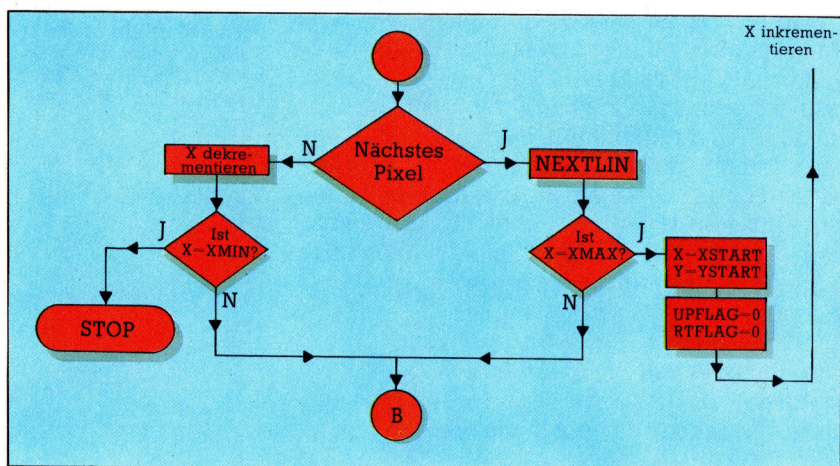 X inkremen-
tieren
J
N
Nächstes
Pixel
X dekre-
mentieren
NEXTLIN
J
Ist
X=XMIN?
Ist
X=XMAX?
J
X=XSTART
Y=YSTART
N
N
UPFLAG=0
RTFLAG=0
STOP
B